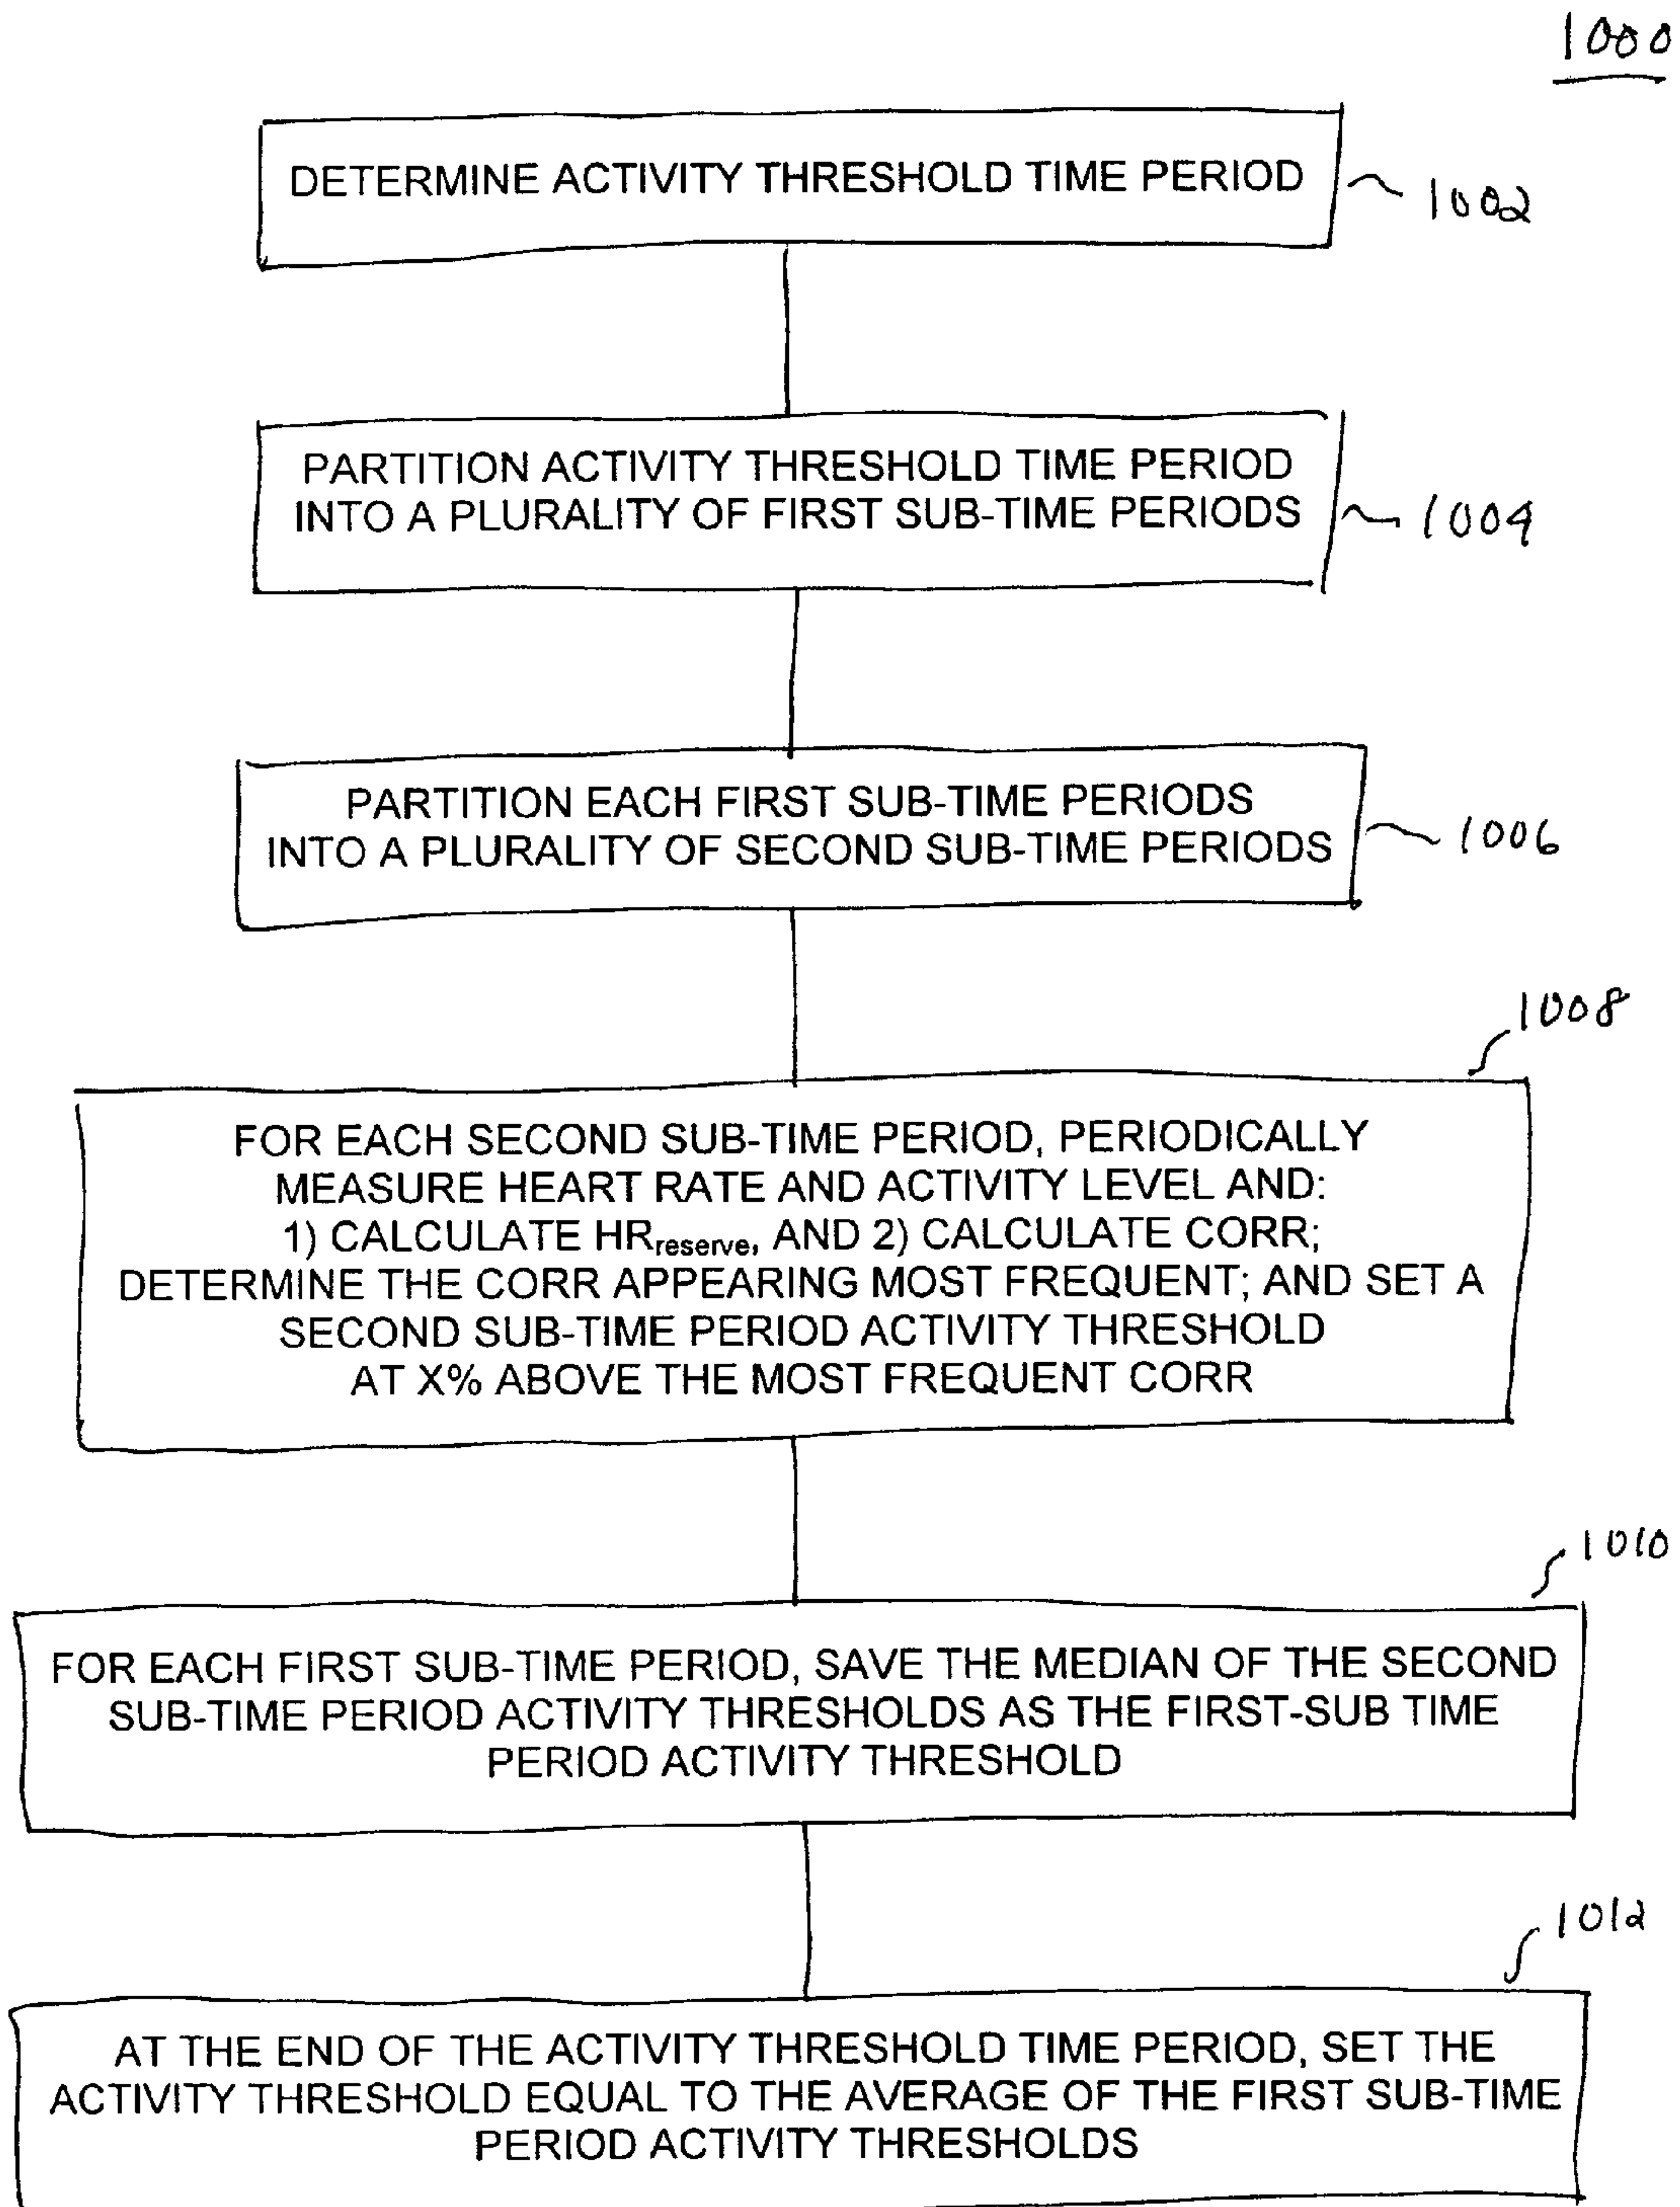 1000
DETERMINE ACTIVITY THRESHOLD TIME PERIOD
1002
PARTITION ACTIVITY THRESHOLD TIME PERIOD
INTO A PLURALITY OF FIRST SUB-TIME PERIODS
1004
PARTITION EACH FIRST SUB-TIME PERIODS
INTO A PLURALITY OF SECOND SUB-TIME PERIODS
1006
1008
FOR EACH SECOND SUB-TIME PERIOD, PERIODICALLY
MEASURE HEART RATE AND ACTIVITY LEVEL AND:
1) CALCULATE HRreserve, AND 2) CALCULATE CORR;
DETERMINE THE CORR APPEARING MOST FREQUENT; AND SET A
SECOND SUB-TIME PERIOD ACTIVITY THRESHOLD
AT X% ABOVE THE MOST FREQUENT CORR
1010
FOR EACH FIRST SUB-TIME PERIOD, SAVE THE MEDIAN OF THE SECOND
SUB-TIME PERIOD ACTIVITY THRESHOLDS AS THE FIRST-SUB TIME
PERIOD ACTIVITY THRESHOLD
1012
AT THE END OF THE ACTIVITY THRESHOLD TIME PERIOD, SET THE
ACTIVITY THRESHOLD EQUAL TO THE AVERAGE OF THE FIRST SUB-TIME
PERIOD ACTIVITY THRESHOLDS